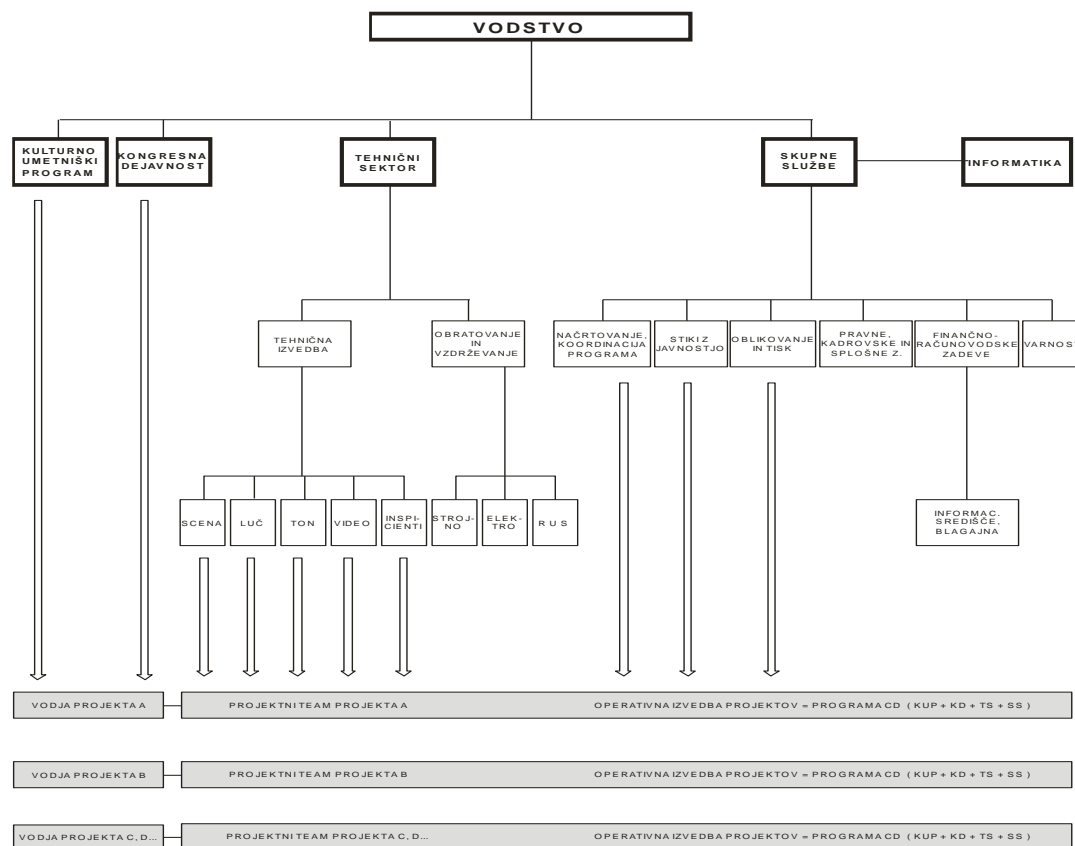 VODSTVO
KULTURNO
UMETNIŠKI
PROGRAM
KONGRESNA
DEJAVNOST
TEHNIČNI
SEKTOR
SKUPNE
SLUŽBE
INFORMATIKA
TEHNIČNA
IZVEDBA
OBRATOVANJE
IN
VZDRŽEVANJE
NAČRTOVANJE,
KOORDINACIJA
PROGRAMA
STIKI Z
JAVNOSTJO
OBLIKOVANJE
IN TISK
PRAVNE,
KADROVSKE IN
SPLOŠNE Z.
FINANČNO-
RAČUNOVODSKE
ZADEVE
VARNOST
SCENA
LUČ
TON
VIDEO
INSPI-
CIENTI
STROJ-
NO
ELEK-
TRO
R U S
INFORMAC.
SREDIŠČE,
BLAGAJNA
VODJA PROJEKTA A
PROJEKTNI TEAM PROJEKTA A
OPERATIVNA IZVEDBA PROJEKTOV = PROGRAMA CD ( KUP + KD + TS + SS )
VODJA PROJEKTA B
PROJEKTNI TEAM PROJEKTA B
OPERATIVNA IZVEDBA PROJEKTOV = PROGRAMA CD ( KUP + KD + TS + SS )
VODJA PROJEKTA C, D...
PROJEKTNI TEAM PROJEKTA C, D...
OPERATIVNA IZVEDBA PROJEKTOV = PROGRAMA CD ( KUP + KD + TS + SS )